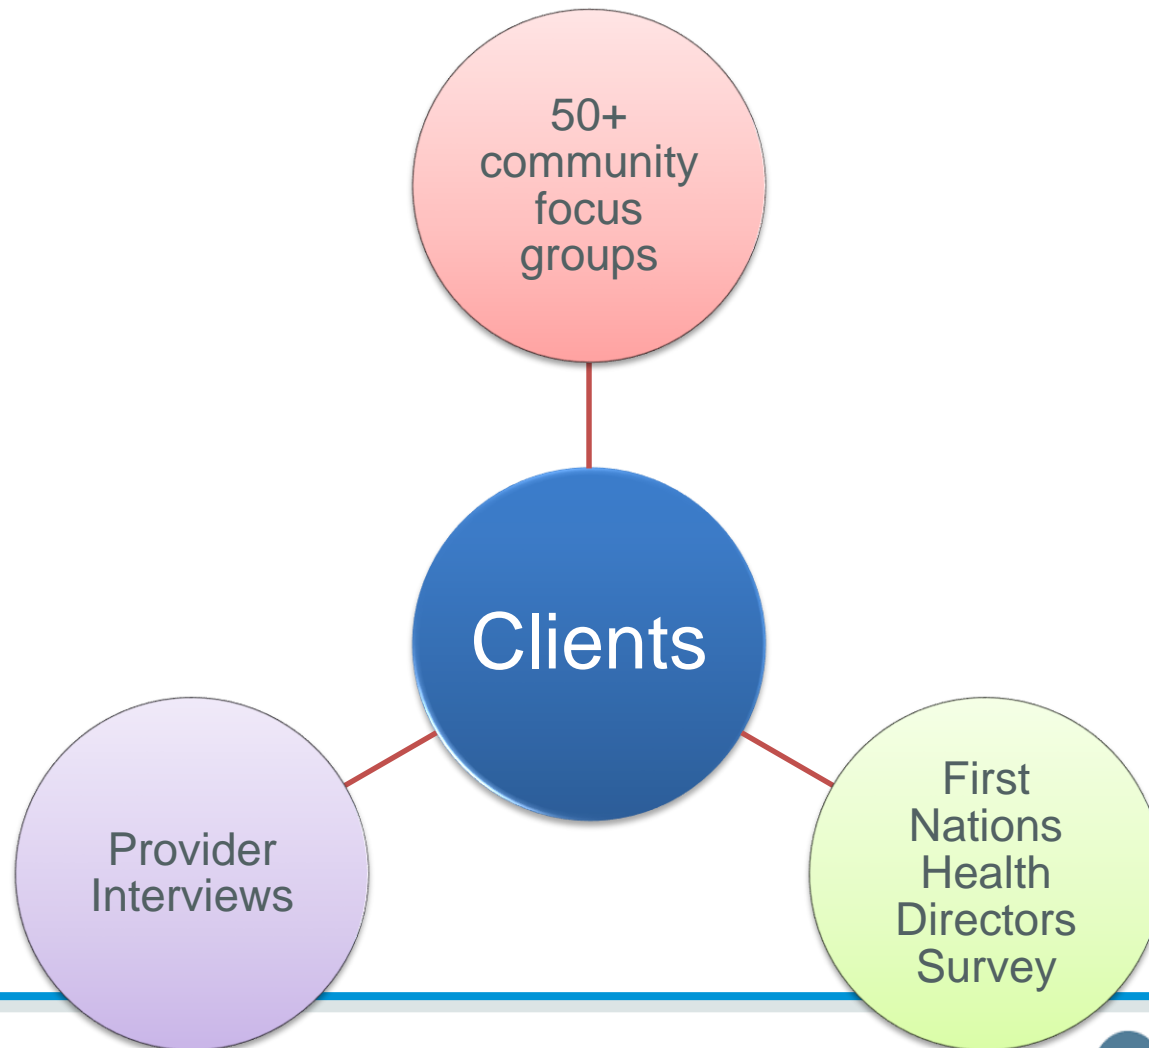 50+
community
focus
groups
Clients
Provider
Interviews
First
Nations
Health
Directors
Survey